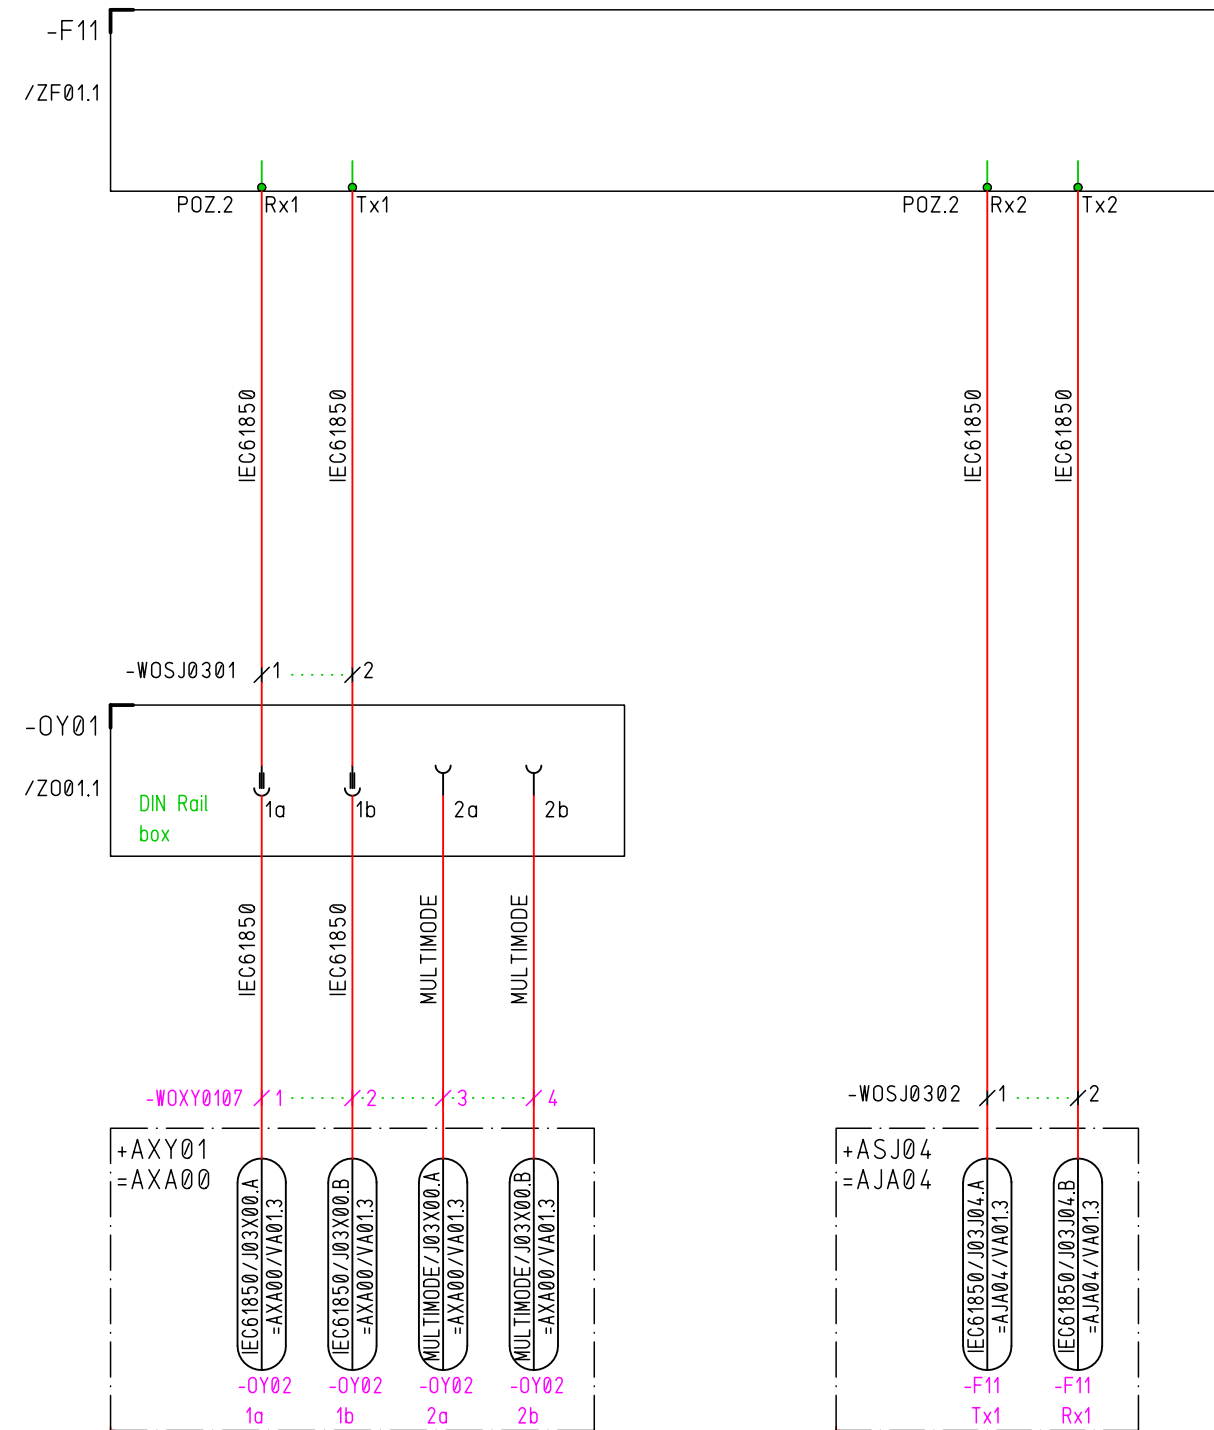 -F11
/ZF01.1
POZ.2 Rx1 Tx1 POZ.2 Rx2 Tx2
IEC61850
IEC61850
IEC61850
IEC61850
-WOSJ0301 1 2
-OY01
/ZO01.1
DIN Rail
box
1a 1b 2a 2b
IEC61850
IEC61850
MULTIMODE
MULTIMODE
-WOXY0107 1 2 3 4
-WOSJ0302 1 2
+AXY01
=AXA00
IEC61850/J03X00.A
=AXA00/VA01.3
IEC61850/J03X00.B
=AXA00/VA01.3
MULTIMODE/J03X00.A
=AXA00/VA01.3
MULTIMODE/J03X00.B
=AXA00/VA01.3
-OY02 -OY02 -OY02 -OY02
1a 1b 2a 2b
+ASJ04
=AJA04
IEC61850/J03J04.A
=AJA04/VA01.3
IEC61850/J03J04.B
=AJA04/VA01.3
-F11 -F11
Tx1 Rx1